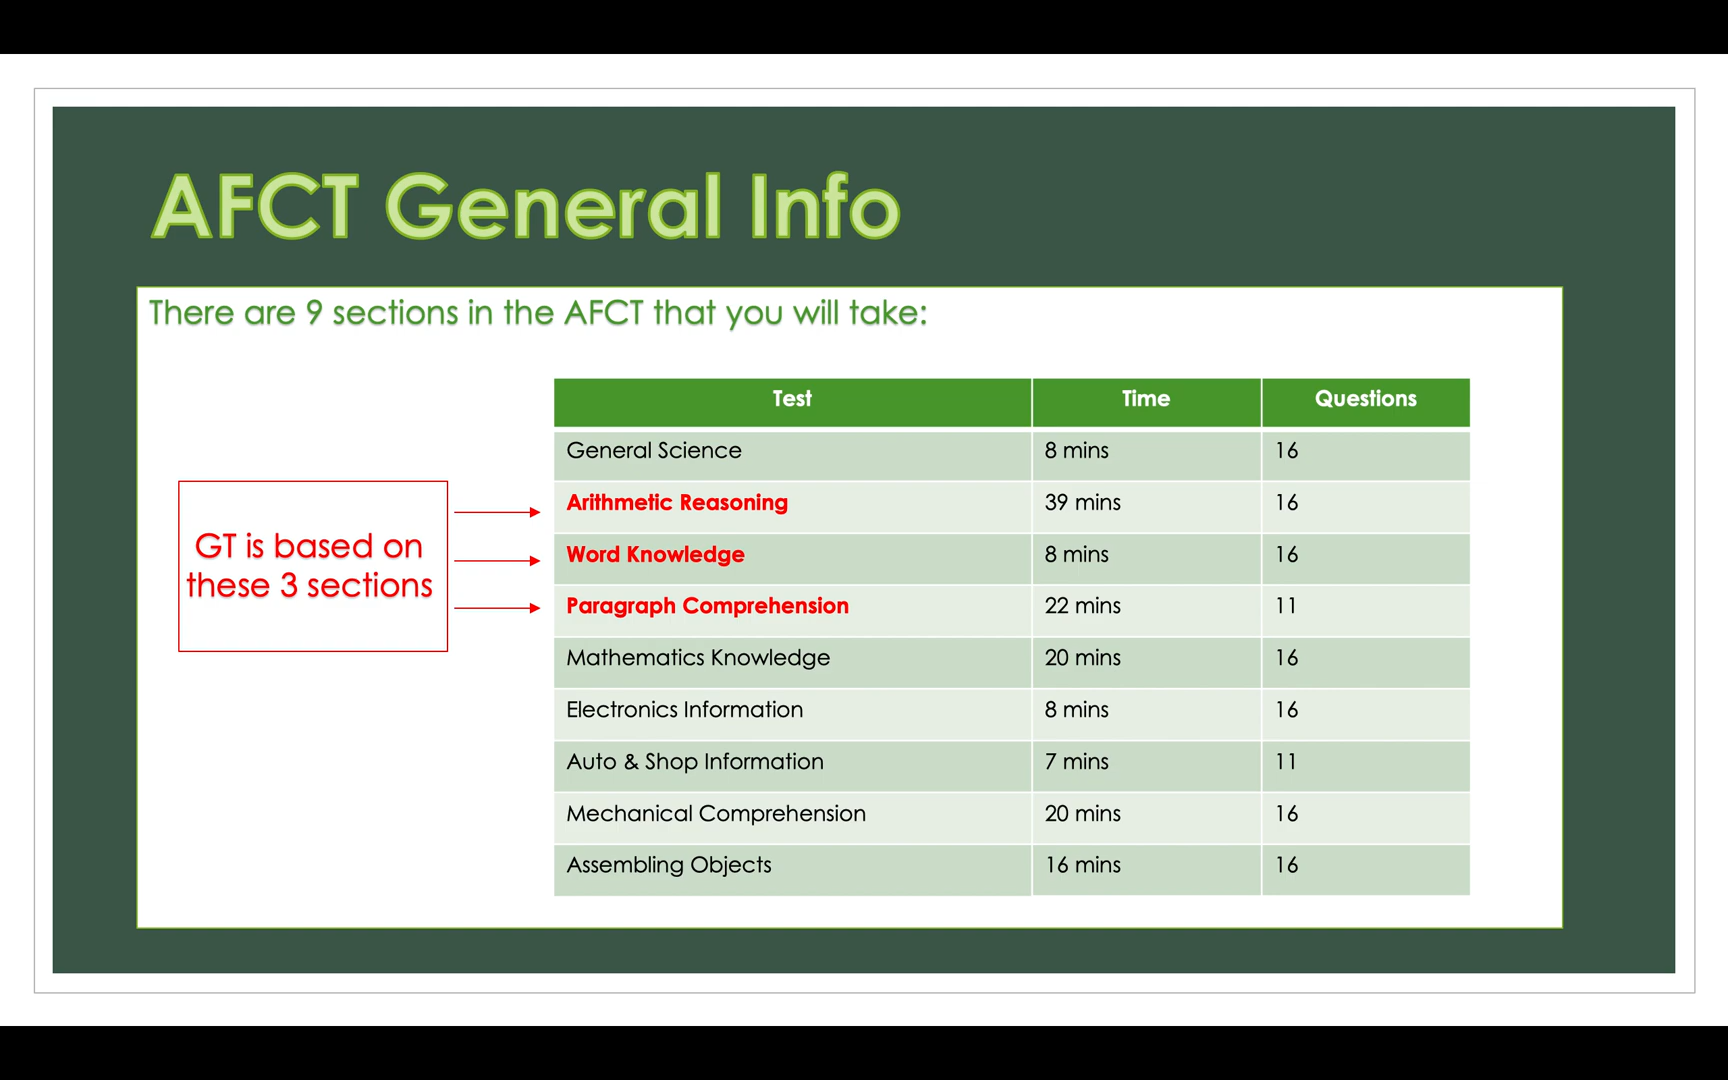 AFCT General Info
There are 9 sections in the AFCT that you will take:
GT is based on
these 3 sections
Test Time Questions
General Science 8 mins 16
Arithmetic Reasoning 39 mins 16
Word Knowledge 8 mins 16
Paragraph Comprehension 22 mins 11
Mathematics Knowledge 20 mins 16
Electronics Information 8 mins 16
Auto & Shop Information 7 mins 11
Mechanical Comprehension 20 mins 16
Assembling Objects 16 mins 16